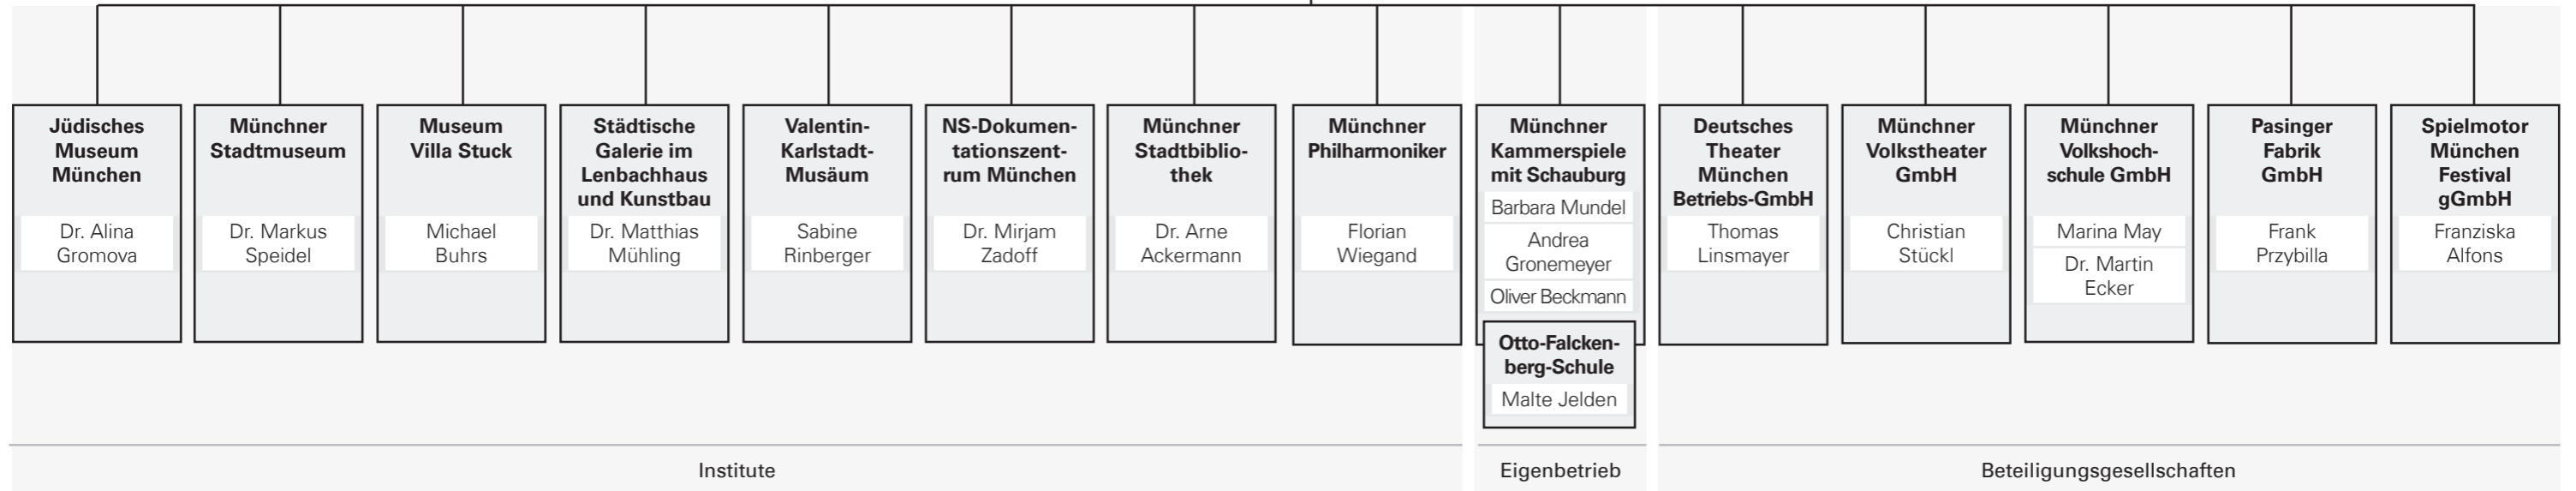 Jüdisches
Museum
München
Dr. Alina
Gromova
Münchner
Stadtmuseum
Dr. Markus
Speidel
Museum
Villa Stuck
Michael
Buhrs
Städtische
Galerie im
Lenbachhaus
und Kunstbau
Dr. Matthias
Mühling
Valentin-
Karlstadt-
Musäum
Sabine
Rinberger
NS-Dokumen-
tationszent-
rum München
Dr. Mirjam
Zadoff
Münchner
Stadtbiblio-
thek
Dr. Arne
Ackermann
Münchner
Philharmoniker
Florian
Wiegand
Münchner
Kammerspiele
mit Schauburg
Barbara Mundel
Andrea
Gronemeyer
Oliver Beckmann
Otto-Falcken-
berg-Schule
Malte Jelden
Deutsches
Theater
München
Betriebs-GmbH
Thomas
Linsmayer
Münchner
Volkstheater
GmbH
Christian
Stückl
Münchner
Volkshoch-
schule GmbH
Marina May
Dr. Martin
Ecker
Pasinger
Fabrik
GmbH
Frank
Przybilla
Spielmotor
München
Festival
gGmbH
Franziska
Alfons
Institute
Eigenbetrieb
Beteiligungsgesellschaften